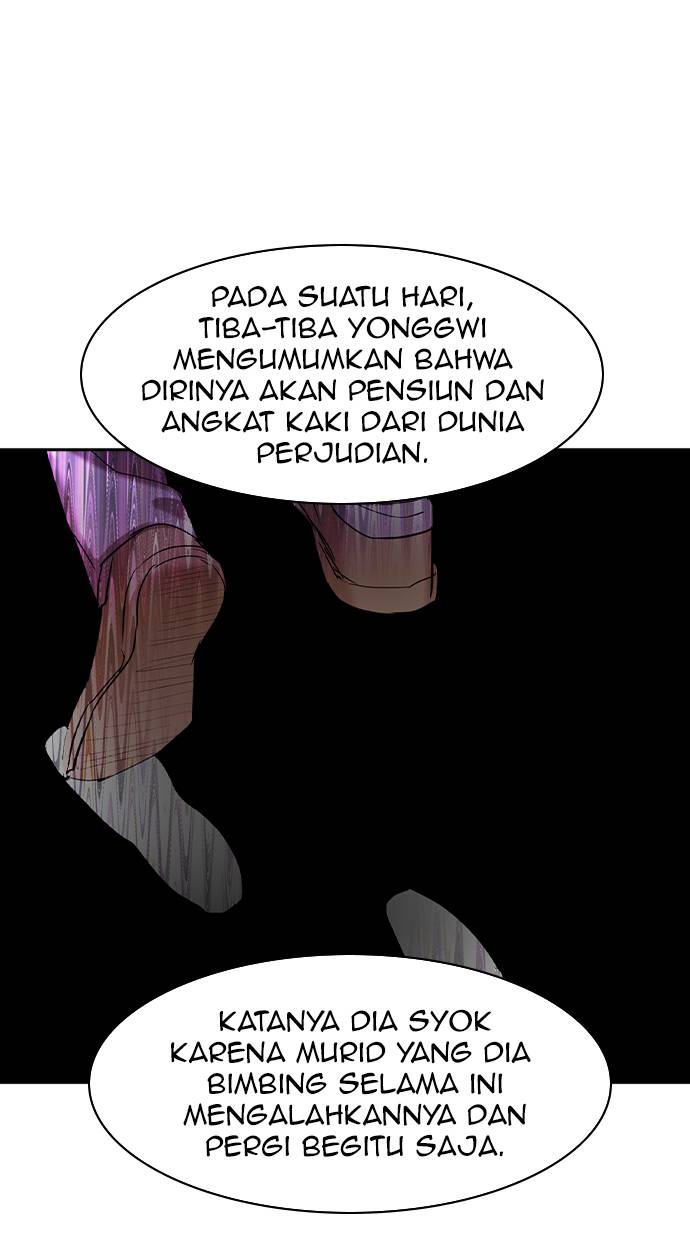 PADA SUATU HARI,
TIBA-TIBA YONGGWI
MENGUMUMKAN BAHWA
DIRINYA AKAN PENSIUN DAN
ANGKAT KAKI DARI DUNIA
PERJUDIAN.
KATANYA DIA SYOK
KARENA MURID YANG DIA
BIMBING SELAMA INI
MENGALAHKANNYA DAN
PERGI BEGITU SAJA.